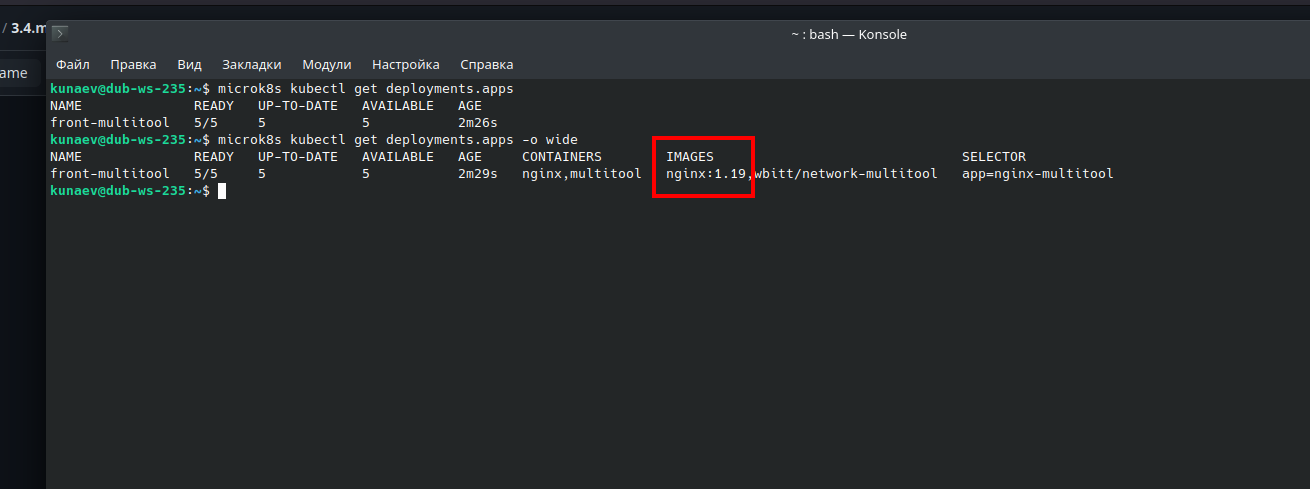 / 3.4.m
~ : bash — Konsole
ame
Файл Правка Вид Закладки Модули Настройка Справка
kunaev@dub-ws-235:~$ microk8s kubectl get deployments.apps
NAME READY UP-TO-DATE AVAILABLE AGE
front-multitool 5/5 5 5 2m26s
kunaev@dub-ws-235:~$ microk8s kubectl get deployments.apps -o wide
NAME READY UP-TO-DATE AVAILABLE AGE CONTAINERS IMAGES SELECTOR
front-multitool 5/5 5 5 2m29s nginx,multitool nginx:1.19,wbitt/network-multitool app=nginx-multitool
kunaev@dub-ws-235:~$